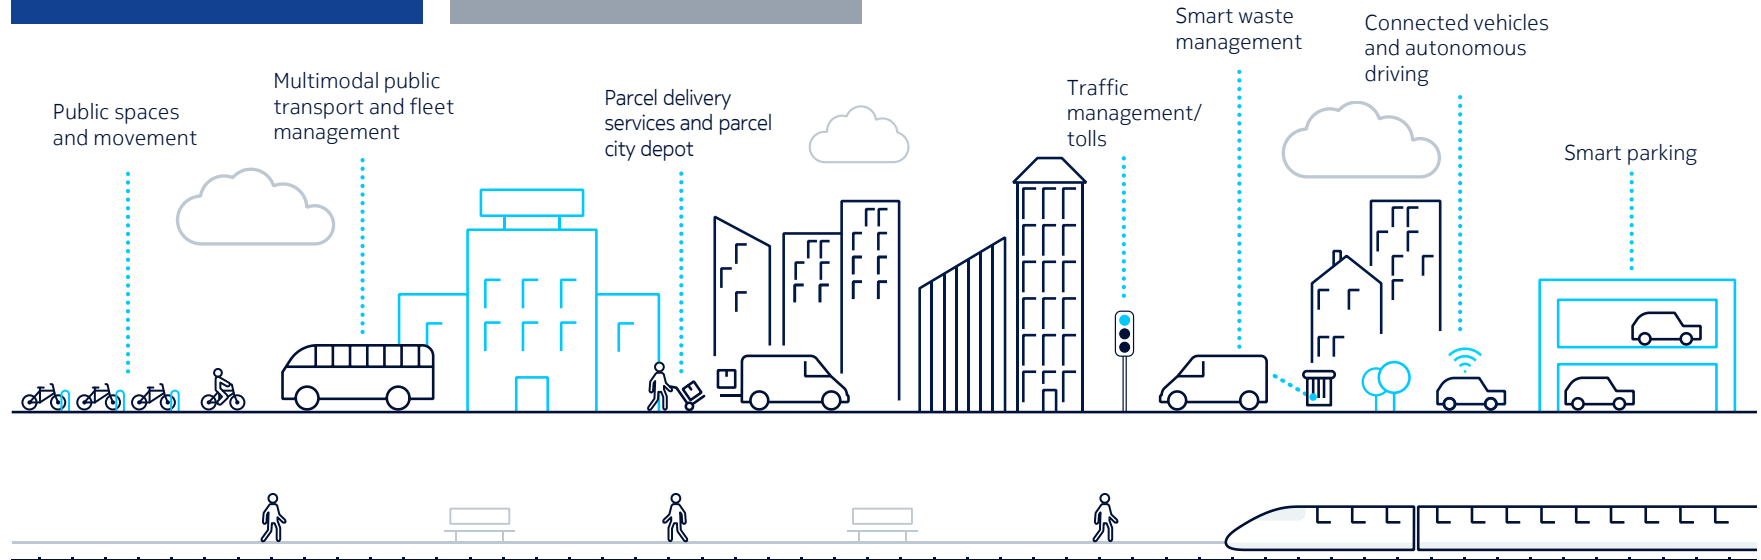 Public spaces
and movement
Multimodal public
transport and fleet
management
Parcel delivery
services and parcel
city depot
Traffic
management/
tolls
Smart waste
management
Connected vehicles
and autonomous
driving
Smart parking